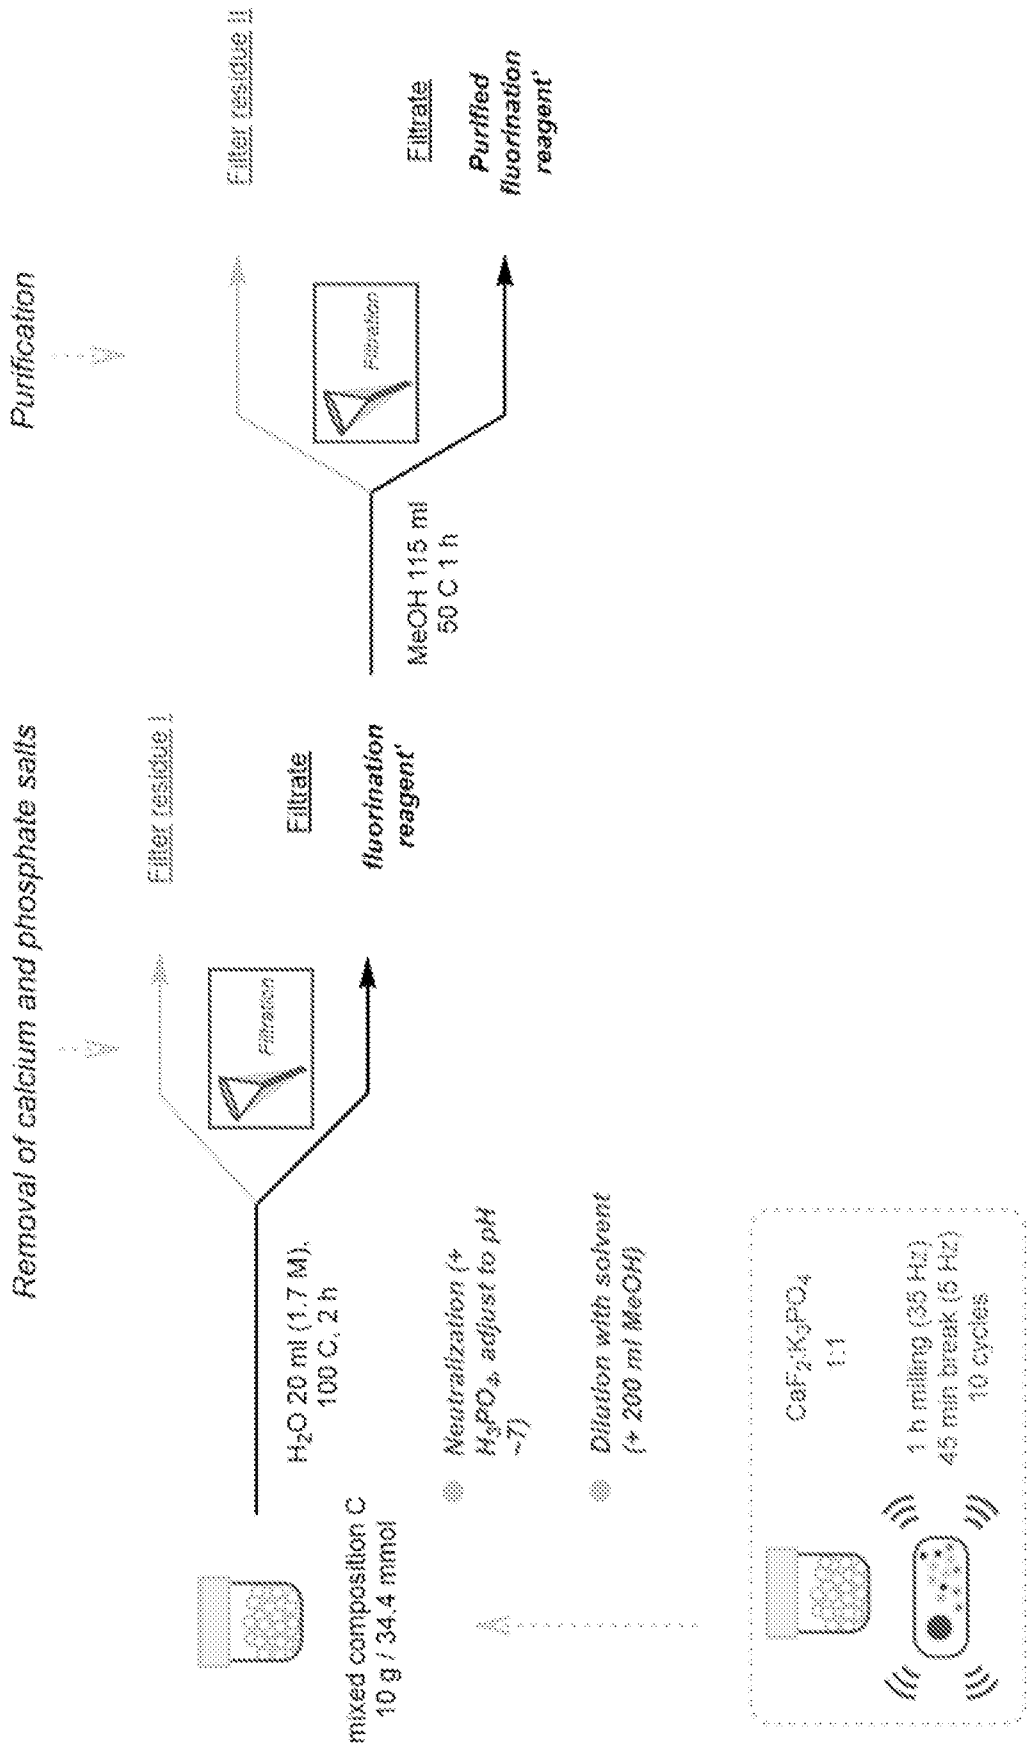 Removal of calcium and phosphate salts
Purification
mixed composition C
10 g / 34.4 mmol
H₂O 20 ml (1.7 M),
100 C, 2 h
Neutralization (+
H₃PO₄, adjust to pH
~7)
Dilution with solvent
(+ 200 ml MeOH)
Filtration
Filter residue I
Filtrate
fluorination
reagent'
MeOH 115 ml
50 C 1 h
Filtration
Filter residue II
Filtrate
Purified
fluorination
reagent'
CaF₂:K₃PO₄
1:1
1 h milling (35 Hz)
45 min break (5 Hz)
10 cycles